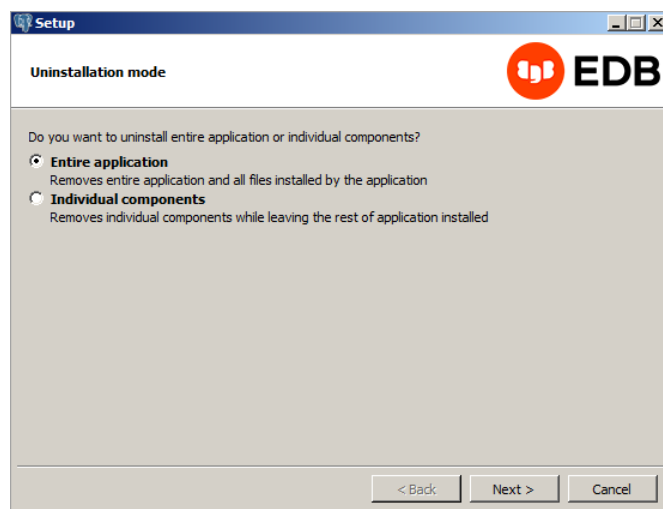 Setup
Uninstallation mode
EDB
Do you want to uninstall entire application or individual components?
Entire application
Removes entire application and all files installed by the application
Individual components
Removes individual components while leaving the rest of application installed
< Back Next > Cancel